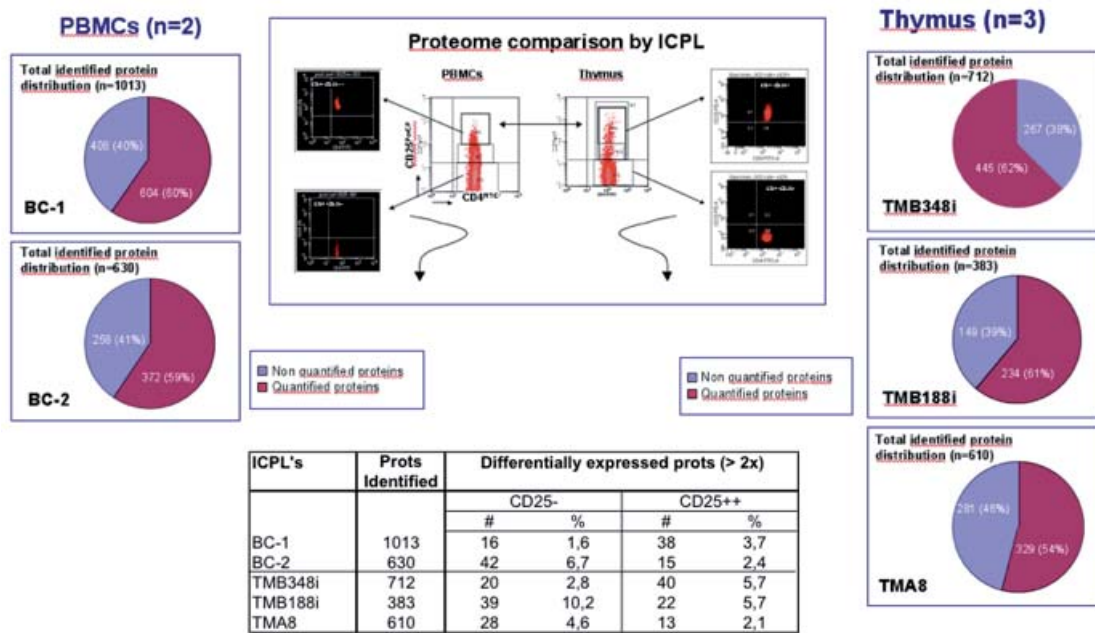 PBMCs (n=2)
Total identified protein
distribution (n=1013)
408 (40%)
604 (60%)
BC-1
Total identified protein
distribution (n=630)
258 (41%)
372 (59%)
BC-2
Proteome comparison by ICPL
PBMCs
Thymus
CD4
Non quantified proteins
Quantified proteins
Non quantified proteins
Quantified proteins
Thymus (n=3)
Total identified protein
distribution (n=712)
267 (38%)
445 (62%)
TMB348i
Total identified protein
distribution (n=383)
149 (39%)
234 (61%)
TMB188i
Total identified protein
distribution (n=610)
281 (46%)
329 (54%)
TMA8
ICPL's Prots Differentially expressed prots (> 2x)
Identified
CD25- CD25++
# % # %
BC-1 1013 16 1,6 38 3,7
BC-2 630 42 6,7 15 2,4
TMB348i 712 20 2,8 40 5,7
TMB188i 383 39 10,2 22 5,7
TMA8 610 28 4,6 13 2,1